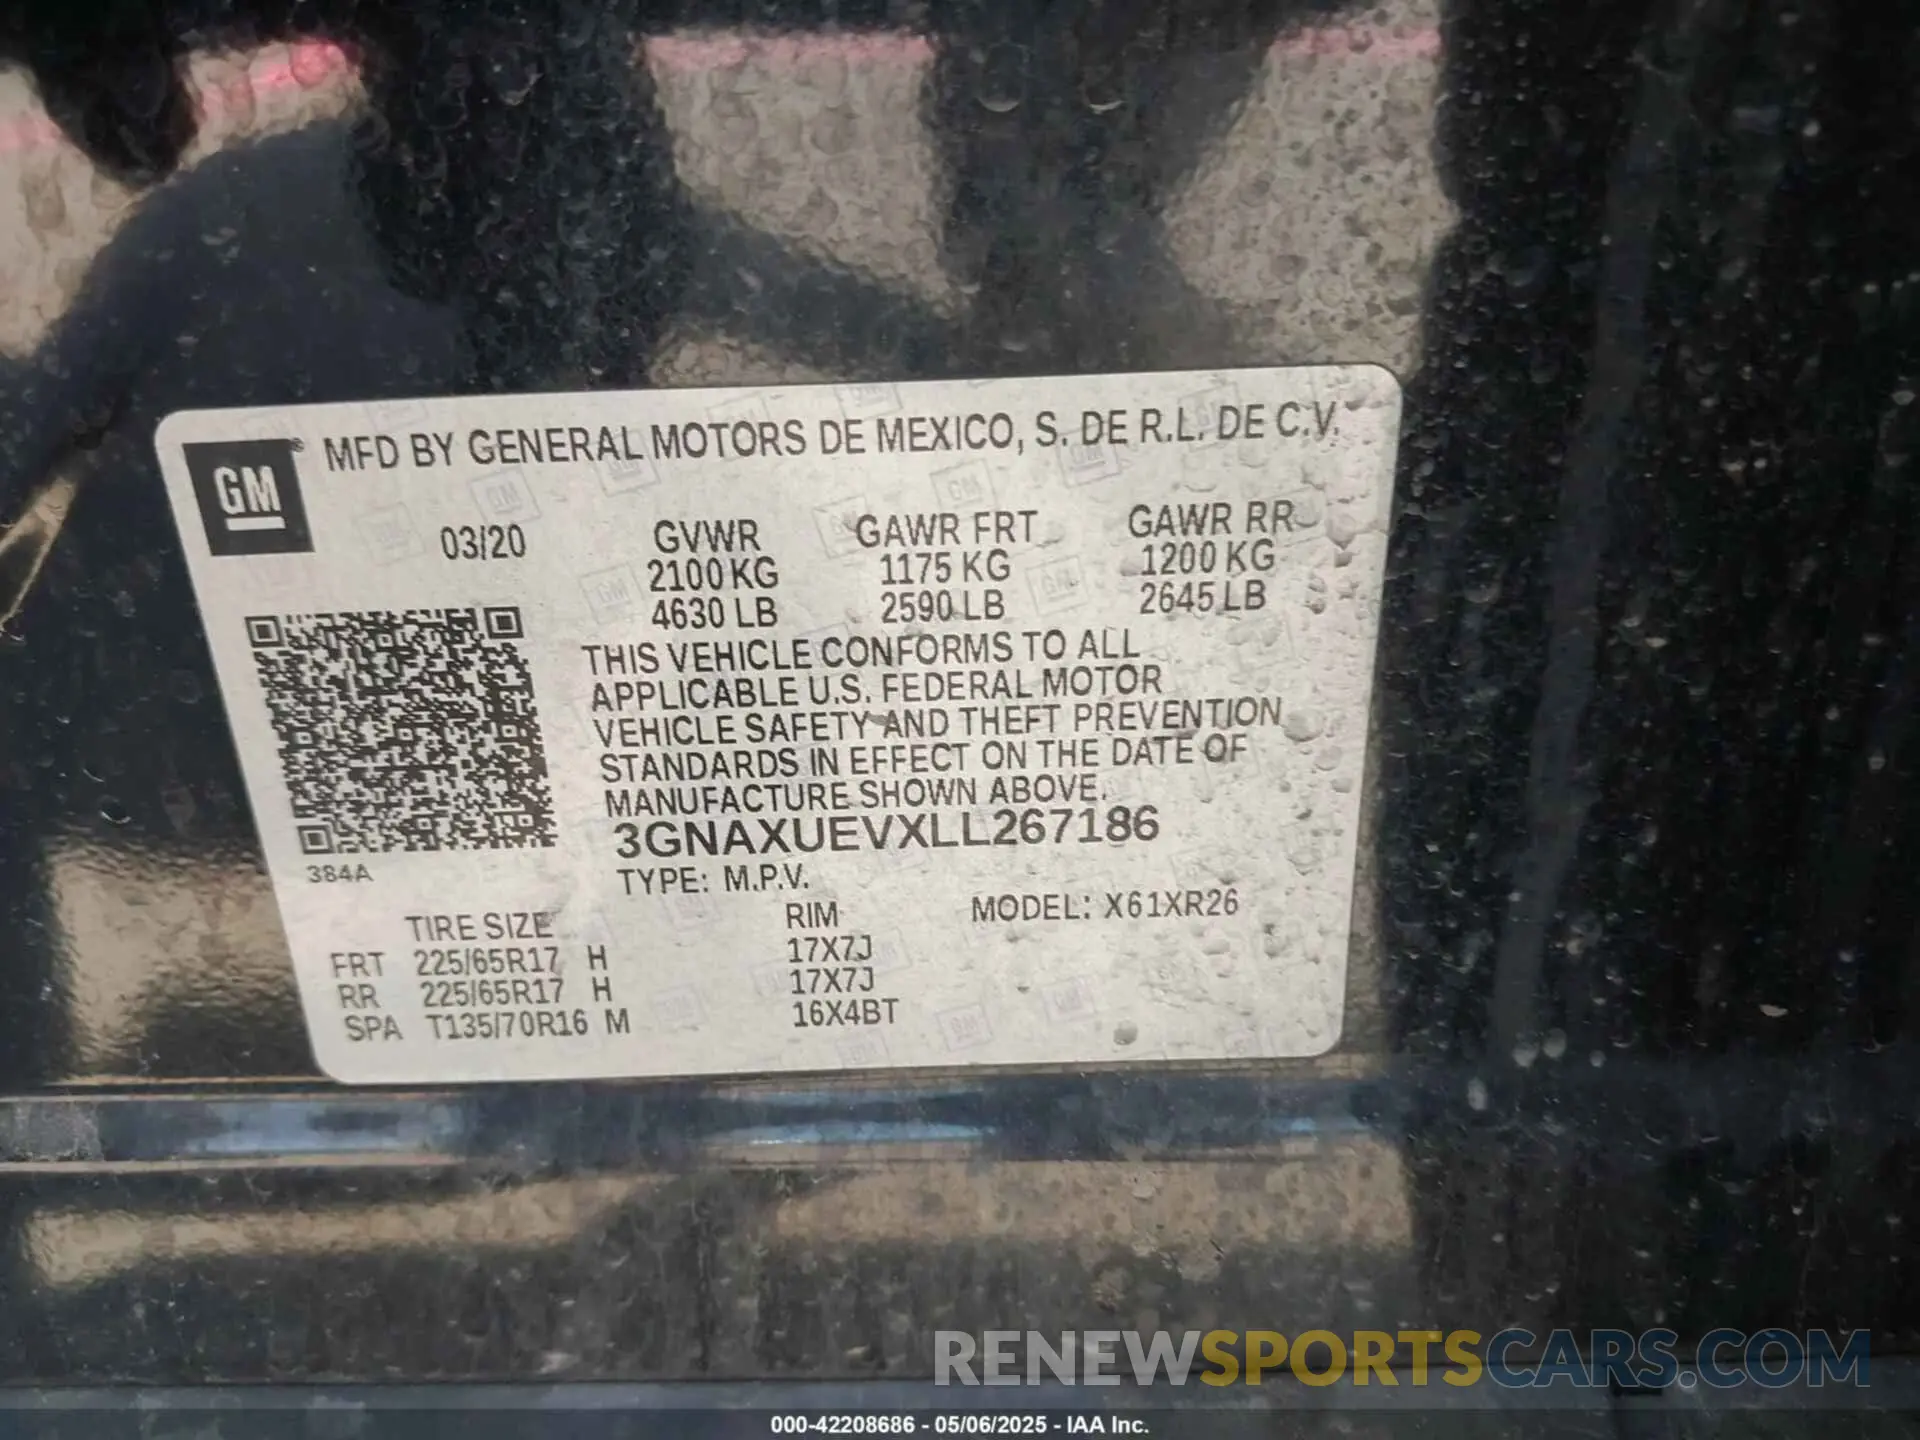 GM® MFD BY GENERAL MOTORS DE MEXICO, S. DE R.L. DE C.V.
03/20 GVWR GAWR FRT GAWR RR
2100 KG 1175 KG 1200 KG
4630 LB 2590 LB 2645 LB
THIS VEHICLE CONFORMS TO ALL
APPLICABLE U.S. FEDERAL MOTOR
VEHICLE SAFETY AND THEFT PREVENTION
STANDARDS IN EFFECT ON THE DATE OF
MANUFACTURE SHOWN ABOVE.
3GNAXUEVXLL267186
384A
TYPE: M.P.V.
TIRE SIZE RIM MODEL: X61XR26
FRT 225/65R17 H 17X7J
RR 225/65R17 H 17X7J
SPA T135/70R16 M 16X4BT
RENEWSPORTSCARS.COM
000-42208686 - 05/06/2025 - IAA Inc.